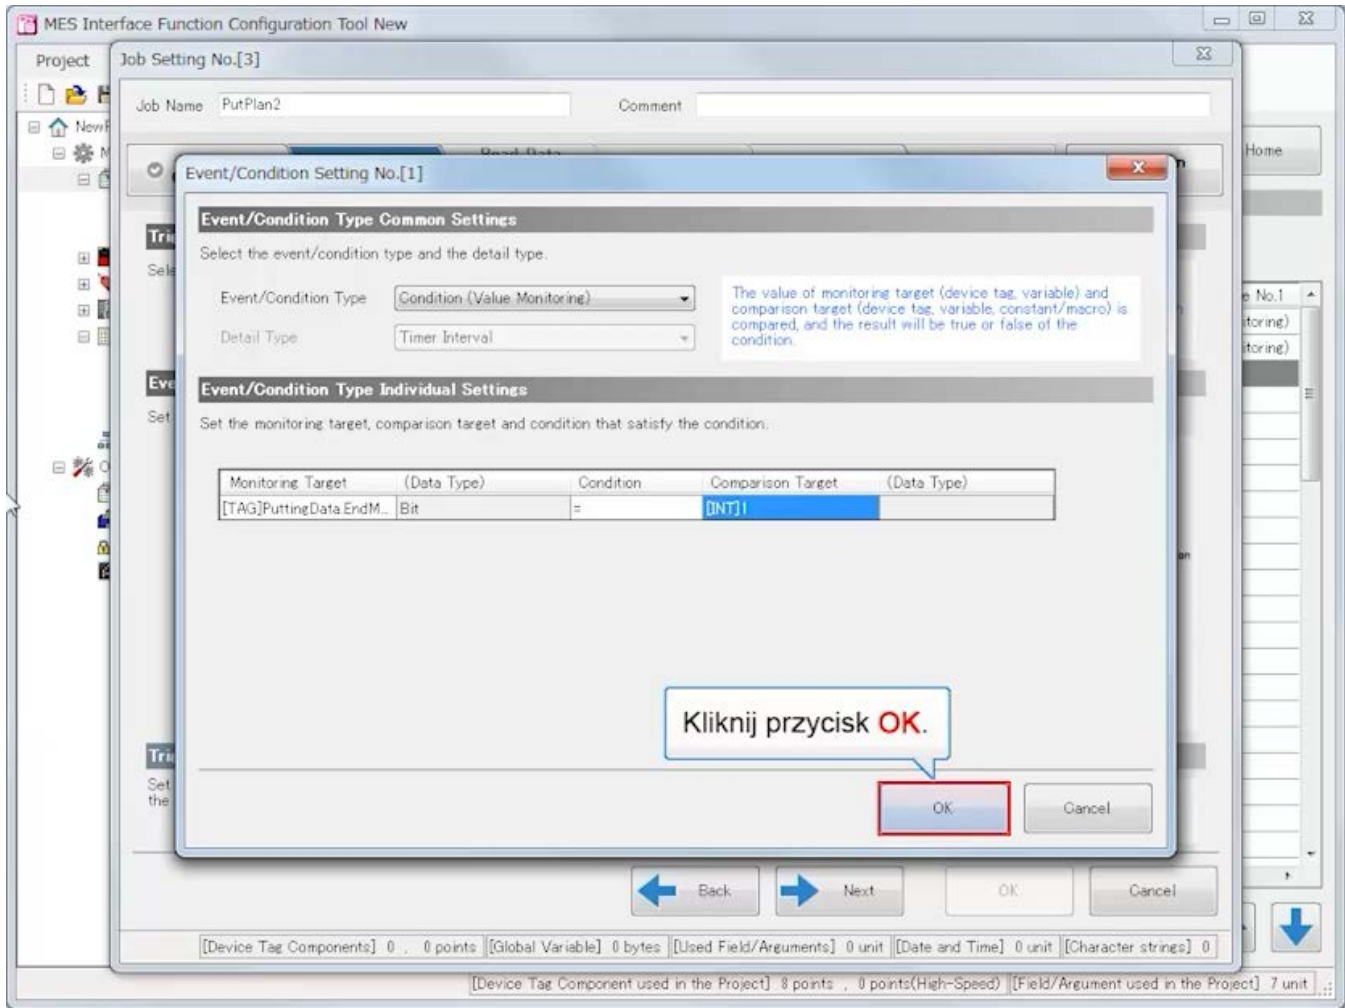 MES Interface Function Configuration Tool New
Project
Job Setting No.[3]
Job Name PutPlan2 Comment
Home
Event/Condition Setting No.[1]
Event/Condition Type Common Settings
Select the event/condition type and the detail type.
Event/Condition Type Condition (Value Monitoring)
Detail Type Timer Interval
The value of monitoring target (device tag, variable) and
comparison target (device tag, variable, constant/macro) is
compared, and the result will be true or false of the
condition.
Event/Condition Type Individual Settings
Set the monitoring target, comparison target and condition that satisfy the condition.
Monitoring Target (Data Type) Condition Comparison Target (Data Type)
[TAG]PuttingData.EndM... Bit = [INT]1
No.1
Set
Set
the
Kliknij przycisk OK.
OK Cancel
Back Next OK Cancel
[Device Tag Components] 0 , 0 points [Global Variable] 0 bytes [Used Field/Arguments] 0 unit [Date and Time] 0 unit [Character strings] 0
[Device Tag Component used in the Project] 8 points , 0 points(High-Speed) [Field/Argument used in the Project] 7 unit